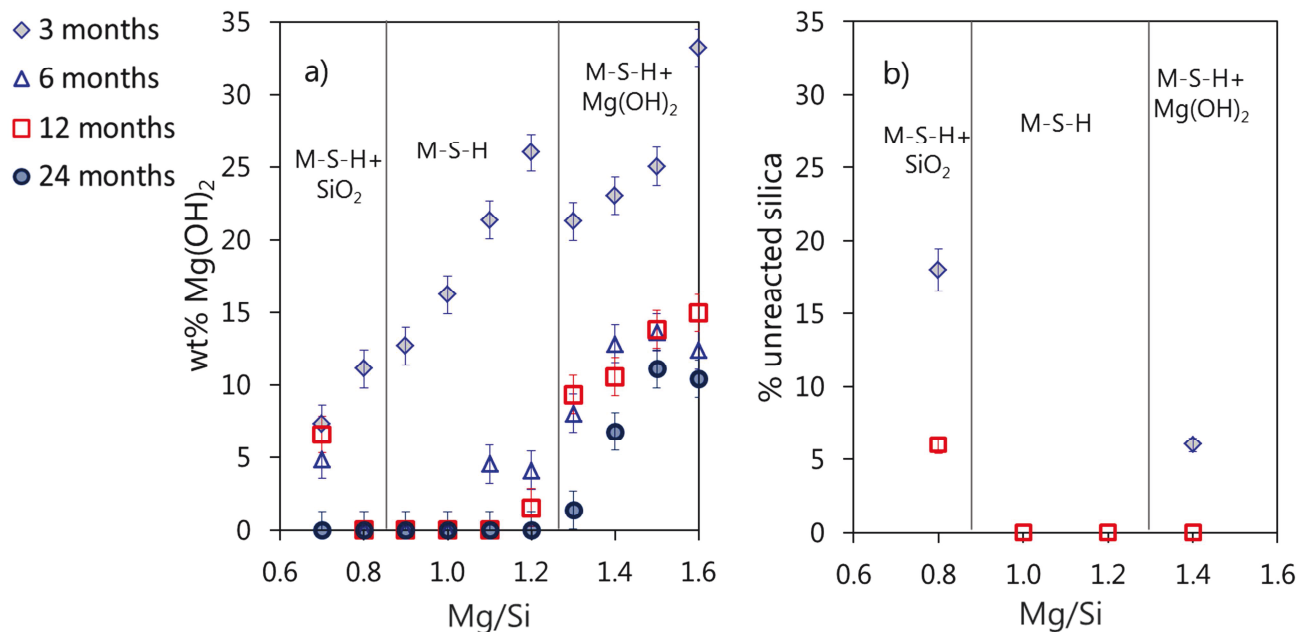 3 months
6 months
12 months
24 months
a)
M-S-H+
SiO2
M-S-H
M-S-H+
Mg(OH)2
wt% Mg(OH)2
35
30
25
20
15
10
5
0
0.6
0.8
1.0
1.2
1.4
1.6
Mg/Si
b)
M-S-H+
SiO2
M-S-H
M-S-H+
Mg(OH)2
% unreacted silica
35
30
25
20
15
10
5
0
0.6
0.8
1.0
1.2
1.4
1.6
Mg/Si